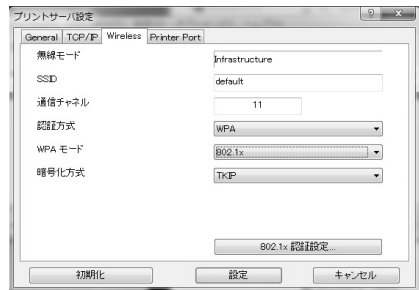 プリントサーバ設定
General TCP/IP Wireless Printer Port
無線モード Infrastructure
SSID default
通信チャネル 11
認証方式 WPA
WPA モード 802.1x
暗号化方式 TKIP
802.1x 認証設定...
初期化 設定 キャンセル